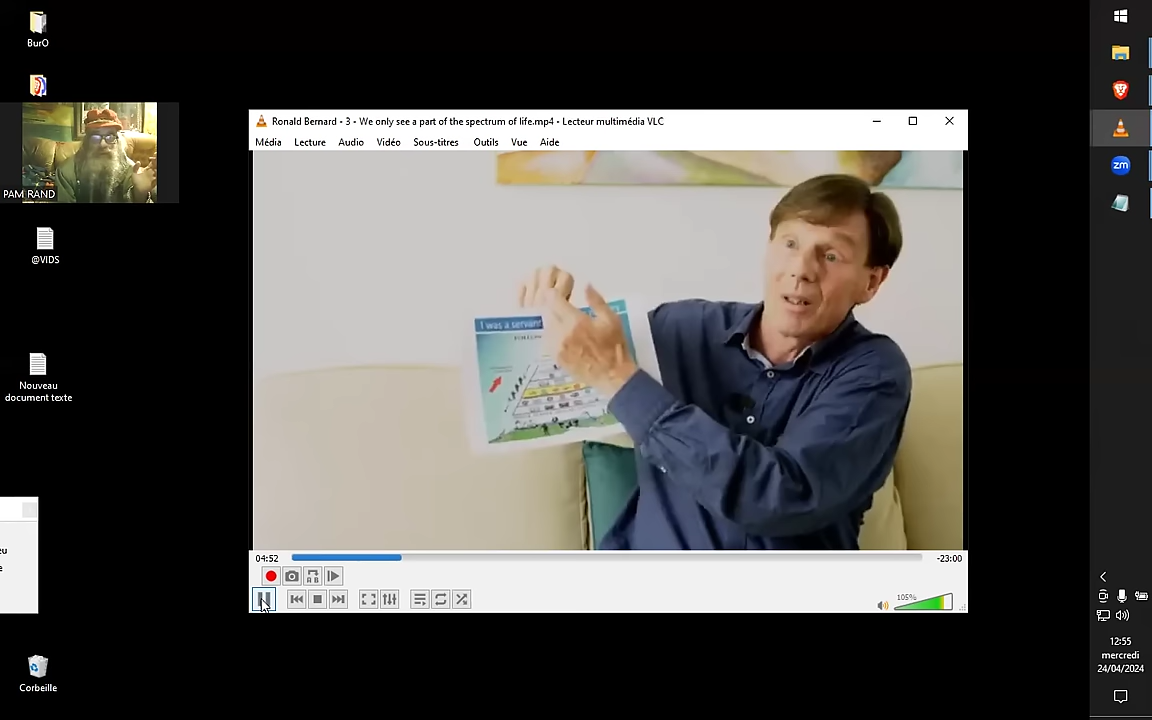 BurO
PAM RAND
@VIDS
Nouveau
document texte
Corbeille
Ronald Bernard - 3 - We only see a part of the spectrum of life.mp4 - Lecteur multimédia VLC
Média Lecture Audio Vidéo Sous-titres Outils Vue Aide
I was a servant
04:52
-23:00
105%
zm
12:55
mercredi
24/04/2024